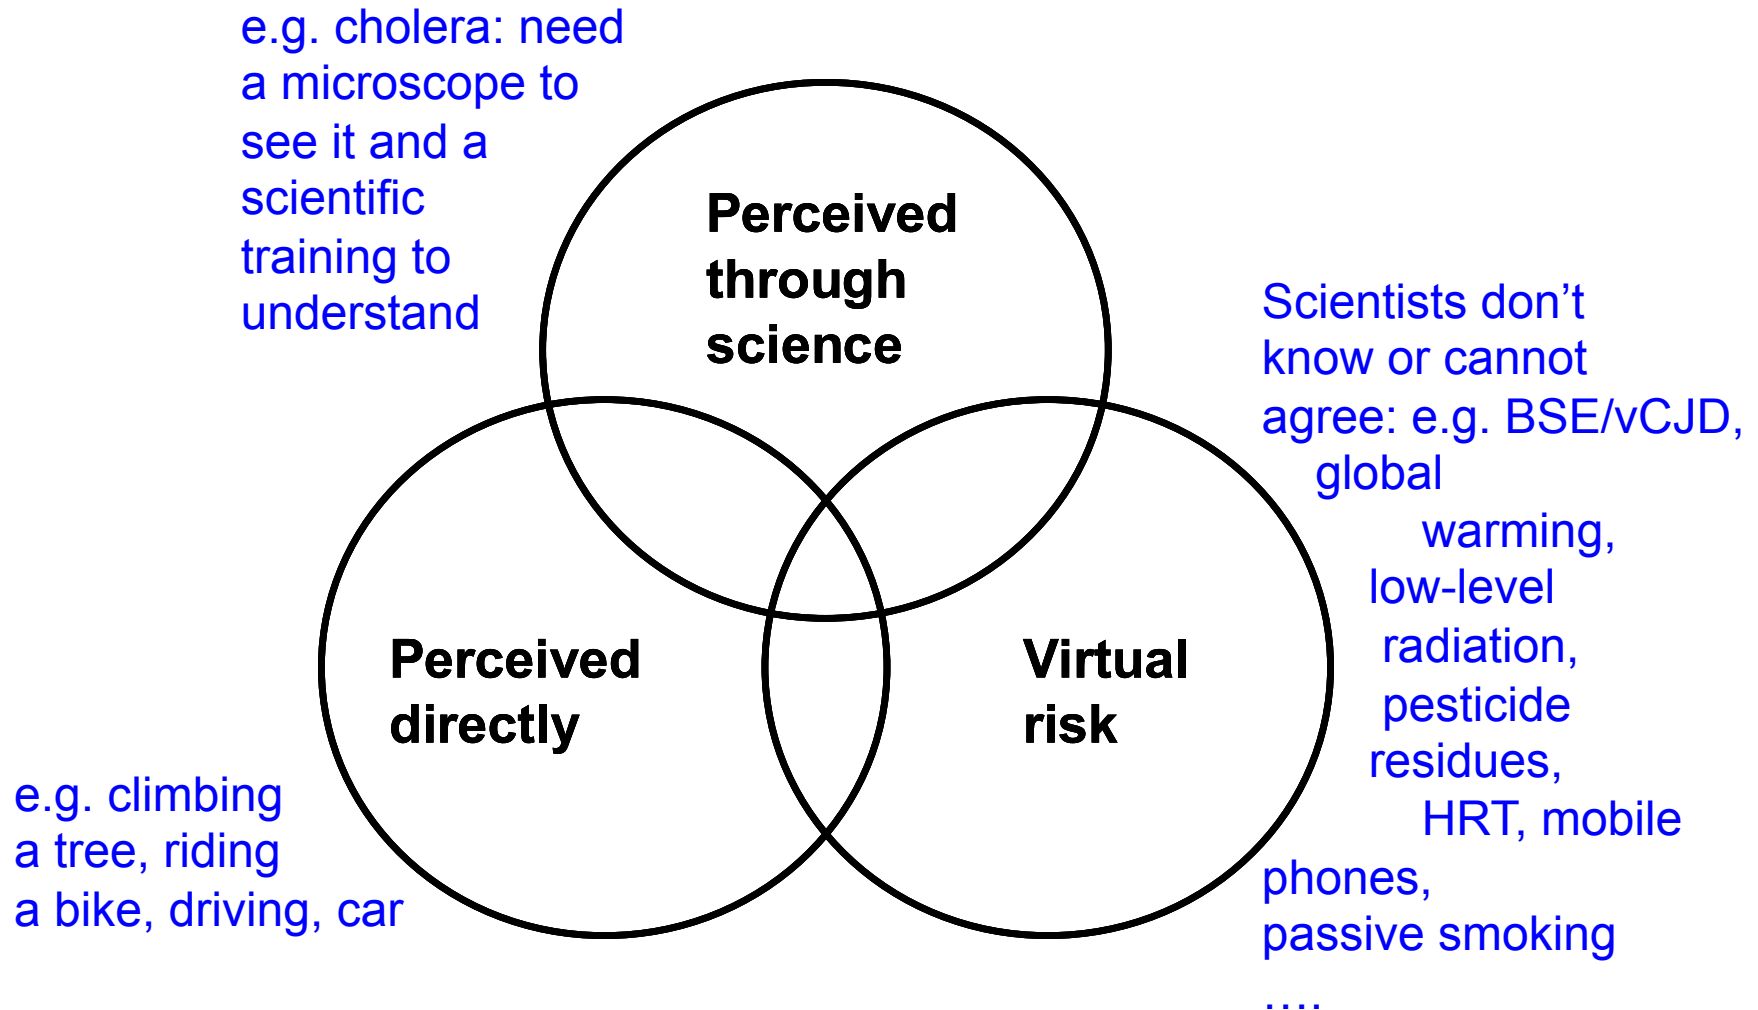 e.g. cholera: need
a microscope to
see it and a
scientific
training to
understand
Perceived
through
science
Scientists don’t
know or cannot
agree: e.g. BSE/vCJD,
global
warming,
low-level
radiation,
pesticide
residues,
HRT, mobile
phones,
passive smoking
….
Perceived
directly
Virtual
risk
e.g. climbing
a tree, riding
a bike, driving, car